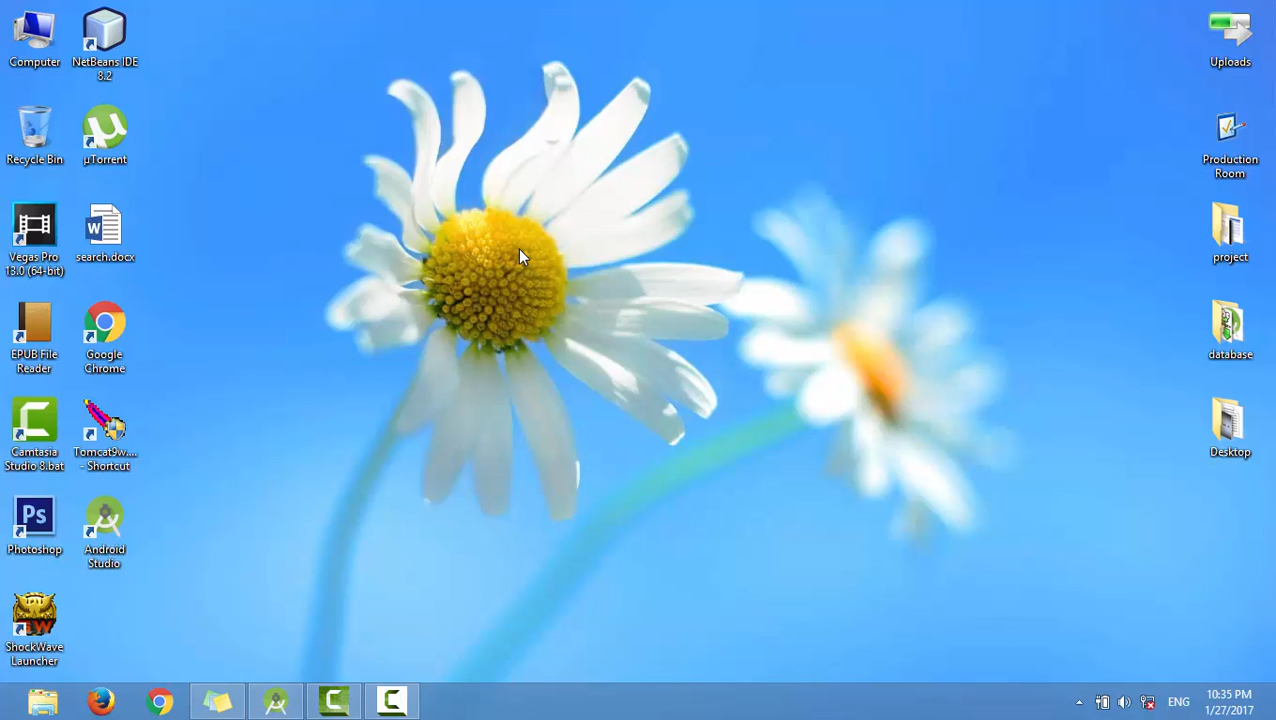 Computer
NetBeans IDE
8.2
Recycle Bin
µTorrent
Vegas Pro
13.0 (64-bit)
search.docx
EPUB File
Reader
Google
Chrome
Camtasia
Studio 8.bat
Tomcat9w....
- Shortcut
Photoshop
Android
Studio
ShockWave
Launcher
Uploads
Production
Room
project
database
Desktop
ENG
10:35 PM
1/27/2017